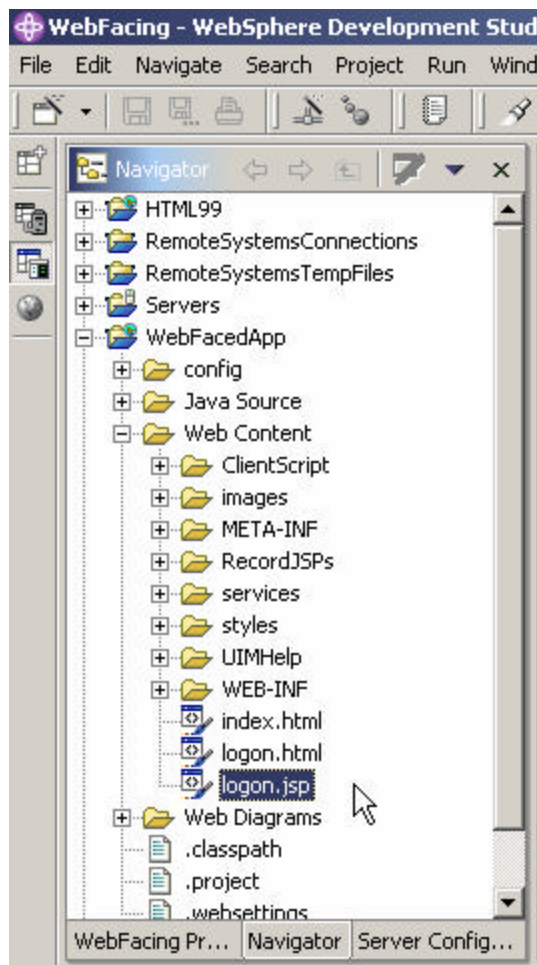 WebFacing - WebSphere Development Stud
File Edit Navigate Search Project Run Wind
Navigator
HTML99
RemoteSystemsConnections
RemoteSystemsTempFiles
Servers
WebFacedApp
config
Java Source
Web Content
ClientScript
images
META-INF
RecordJSPs
services
styles
UIMHelp
WEB-INF
index.html
logon.html
logon.jsp
Web Diagrams
.classpath
.project
.websettings
WebFacing Pr... Navigator Server Config...